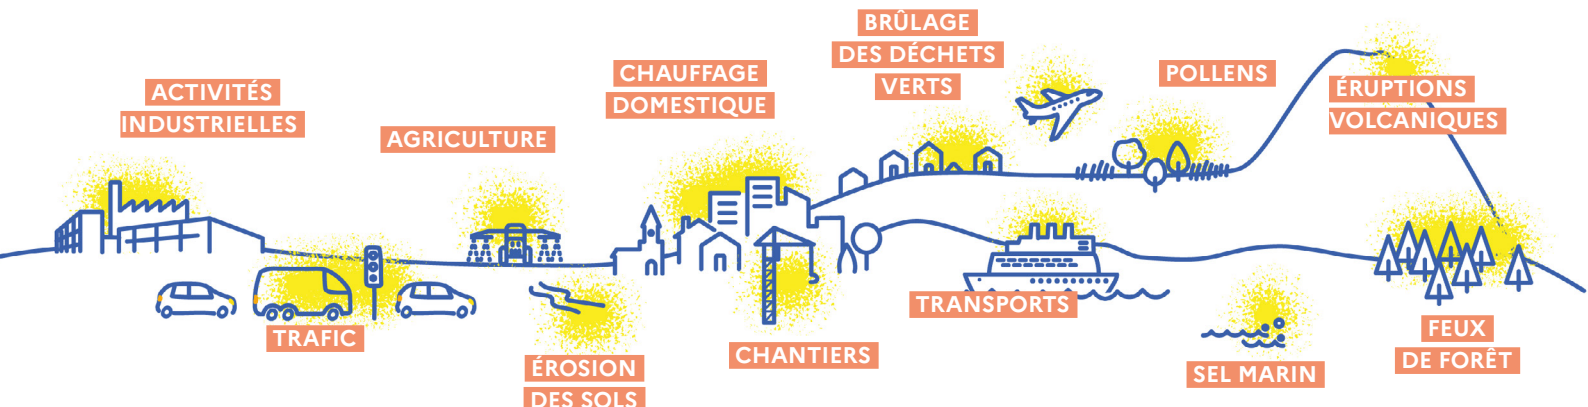 ACTIVITÉS
INDUSTRIELLES
AGRICULTURE
CHAUFFAGE
DOMESTIQUE
BRÛLAGE
DES DÉCHETS
VERTS
POLLENS
ÉRUPTIONS
VOLCANIQUES
TRAFIC
ÉROSION
DES SOLS
CHANTIERS
TRANSPORTS
SEL MARIN
FEUX
DE FORÊT